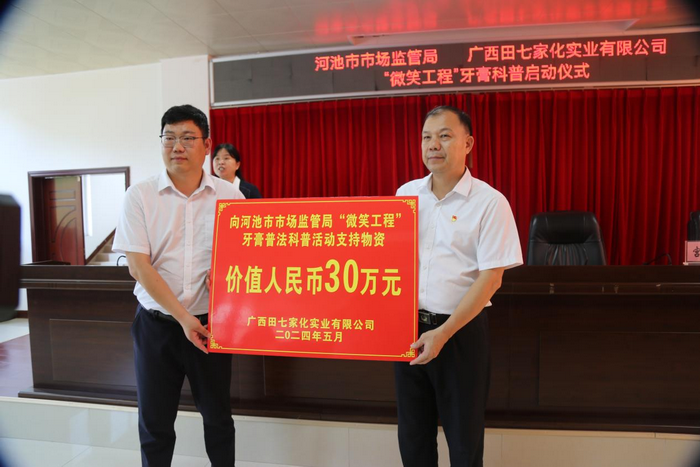 河池市市场监管局 广西田七家化实业有限公司
“微笑工程”牙膏科普启动仪式
向河池市市场监管局“微笑工程”
牙膏普法科普活动支持物资
价值人民币30万元
广西田七家化实业有限公司
二〇二四年五月